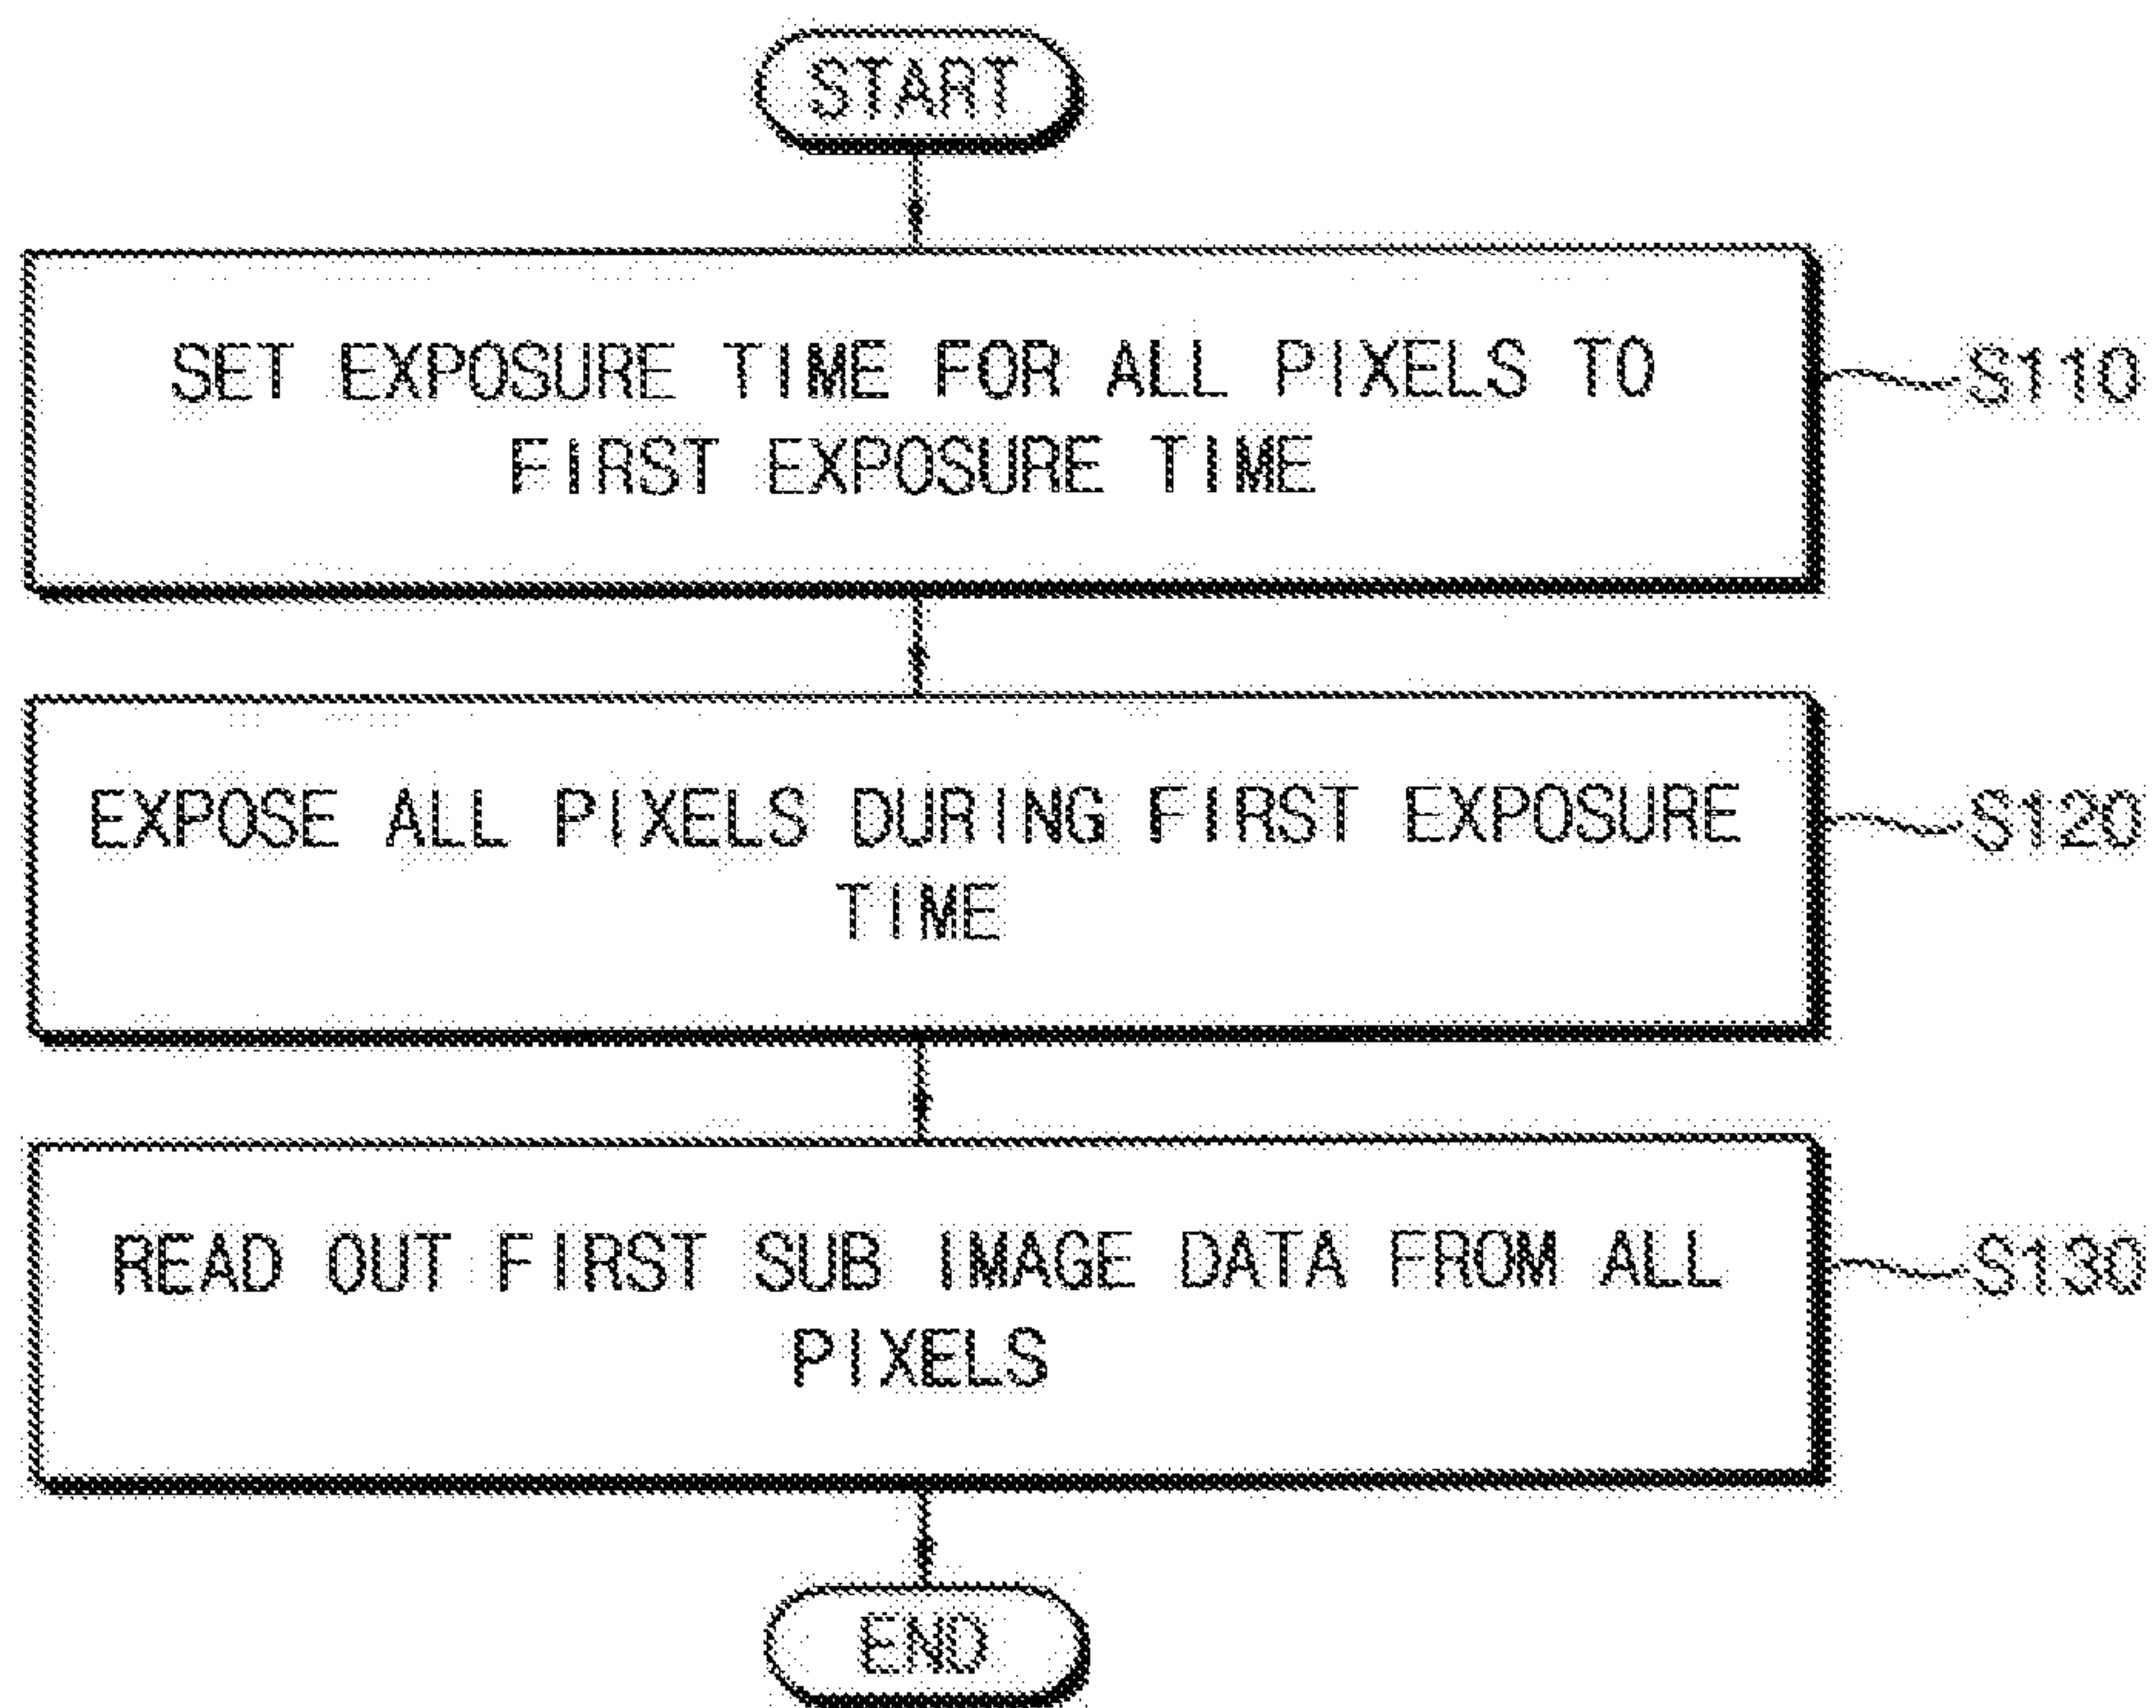 START
SET EXPOSURE TIME FOR ALL PIXELS TO
FIRST EXPOSURE TIME
S110
EXPOSE ALL PIXELS DURING FIRST EXPOSURE
TIME
S120
READ OUT FIRST SUB IMAGE DATA FROM ALL
PIXELS
S130
END